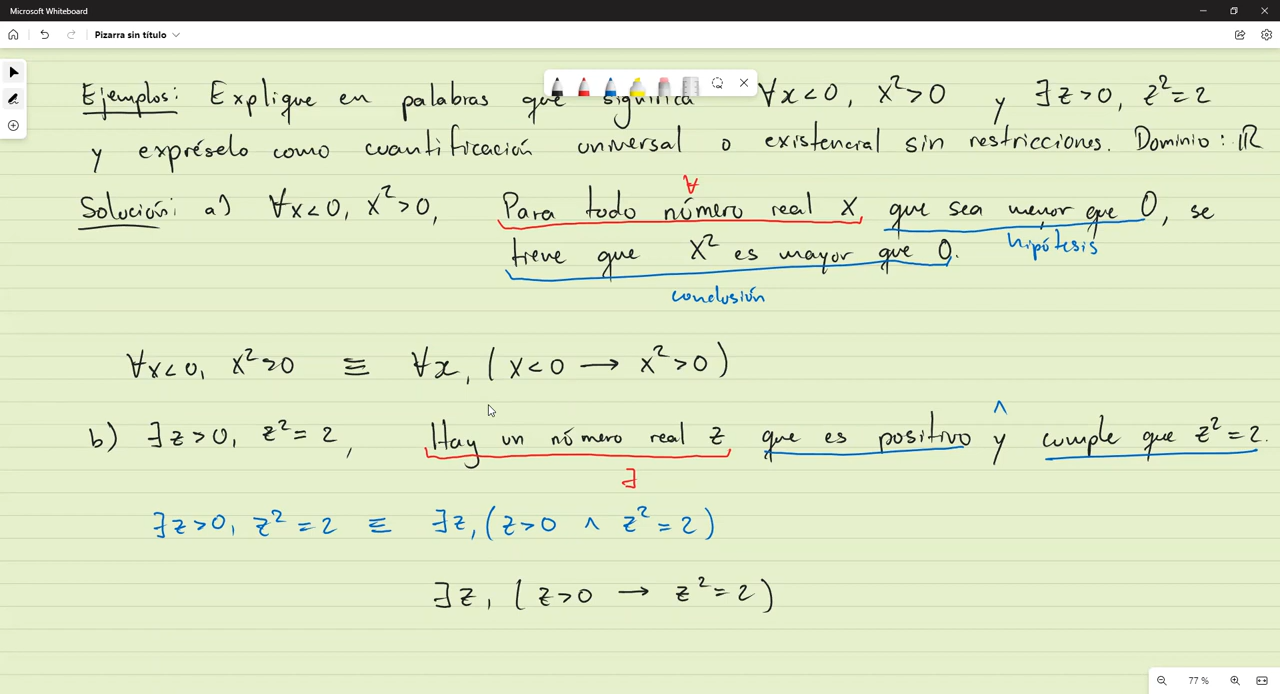 Microsoft Whiteboard
Pizarra sin título
Ejemplos: Explique en palabras que significa ∀x<0, x²>0 y ∃z>0, z²=2
y expréselo como cuantificación universal o existencial sin restricciones. Dominio: ℝ
Solución: a) ∀x<0, x²>0, Para todo número real x que sea menor que 0, se
∀
tiene que x² es mayor que 0.
hipótesis
conclusión
∀x<0, x²>0 ≡ ∀x, (x<0 → x²>0)
b) ∃z>0, z²=2, Hay un número real z que es positivo y cumple que z²=2.
∧
∃
∃z>0, z²=2 ≡ ∃z, (z>0 ∧ z²=2)
∃z, (z>0 → z²=2)
77 %